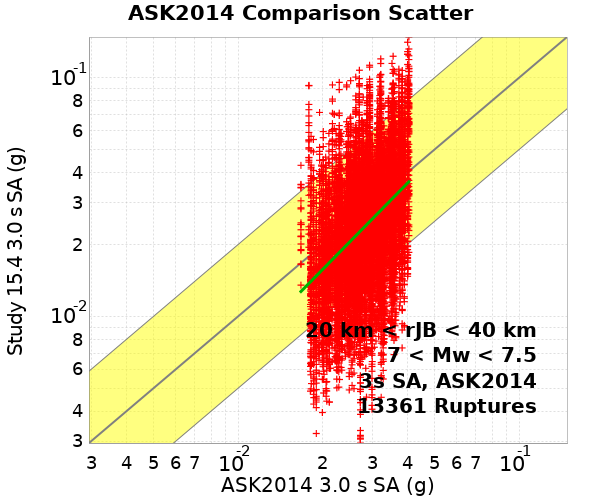 ASK2014 Comparison Scatter
Study 15.4 3.0 s SA (g)
10-1
8
6
4
3
2
10-2
8
6
4
3
20 km < rJB < 40 km
7 < Mw < 7.5
3s SA, ASK2014
13361 Ruptures
3 4 5 6 7 10-2 2 3 4 5 6 7 10-1
ASK2014 3.0 s SA (g)